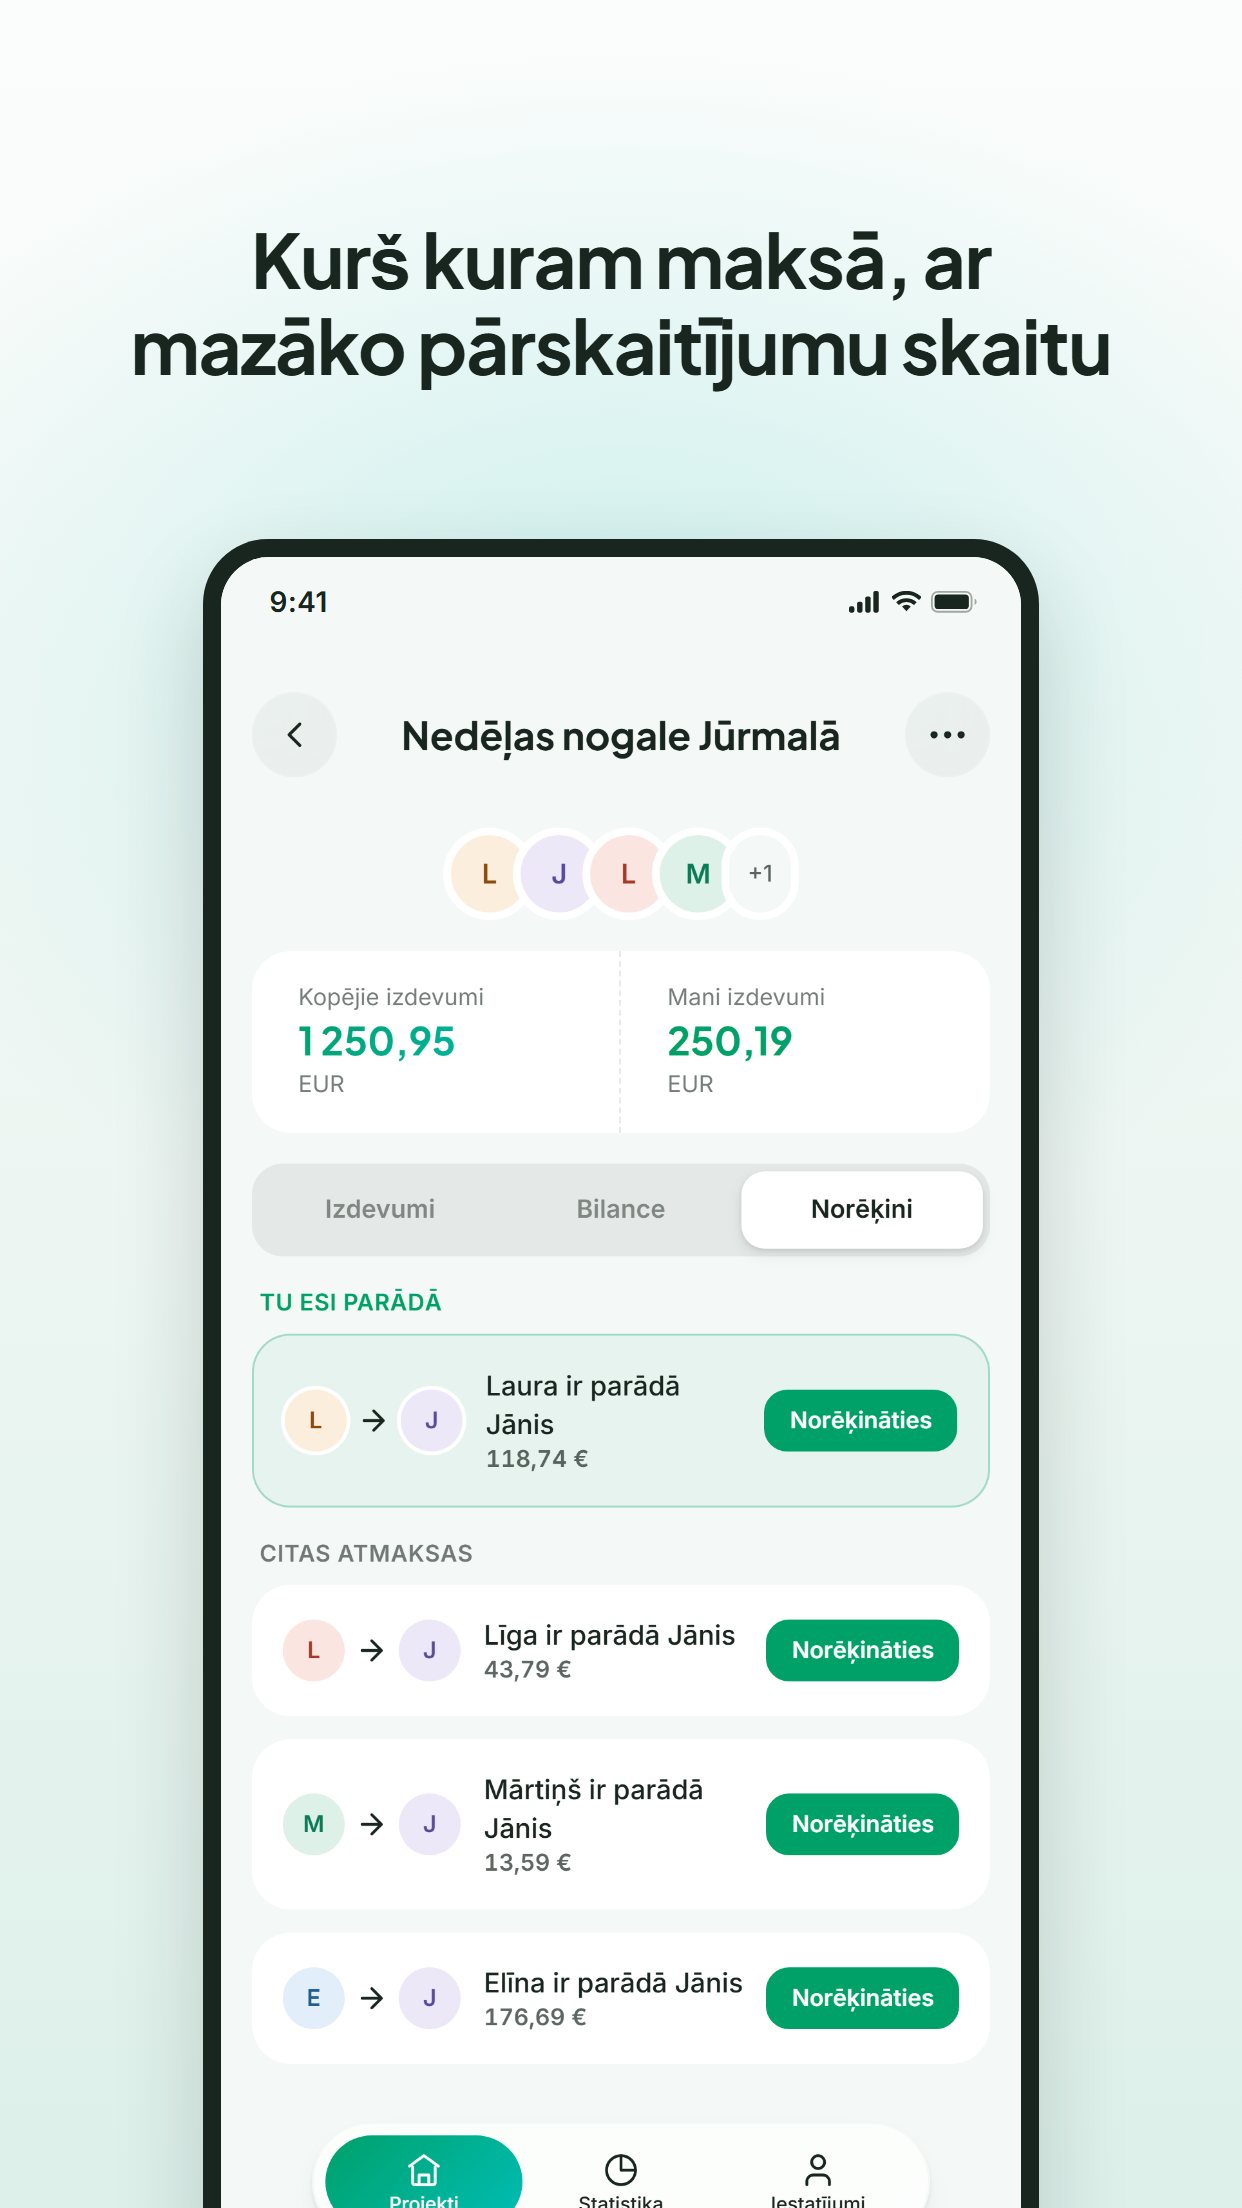 Kurš kuram maksā, ar
mazāko pārskaitījumu skaitu
9:41
Nedēļas nogale Jūrmalā
L J L M +1
Kopējie izdevumi
1 250,95
EUR
Mani izdevumi
250,19
EUR
Izdevumi Bilance Norēķini
TU ESI PARĀDĀ
L J
Laura ir parādā
Jānis
118,74 €
Norēķināties
CITAS ATMAKSAS
L J
Līga ir parādā Jānis
43,79 €
Norēķināties
M J
Mārtiņš ir parādā
Jānis
13,59 €
Norēķināties
E J
Elīna ir parādā Jānis
176,69 €
Norēķināties
Projekti Statistika Iestatījumi